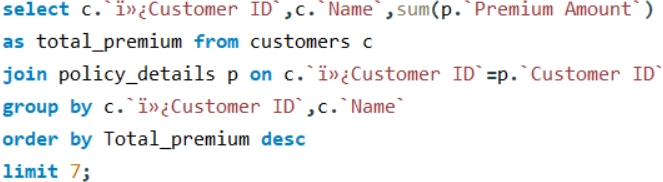 select c.`ï»¿Customer ID`,c.`Name`,sum(p.`Premium Amount`)
as total_premium from customers c
join policy_details p on c.`ï»¿Customer ID`=p.`Customer ID`
group by c.`ï»¿Customer ID`,c.`Name`
order by Total_premium desc
limit 7;